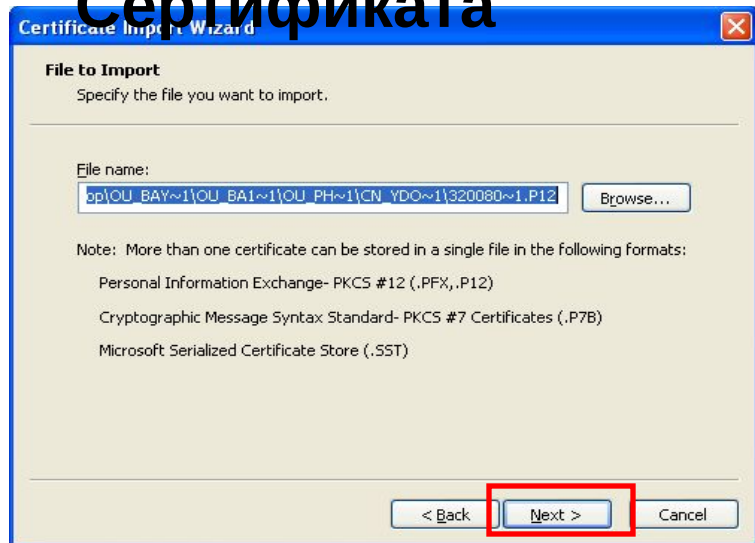 Сертификата
Certificate Import Wizard
File to Import
Specify the file you want to import.
File name:
op\OU_BAY~1\OU_BA1~1\OU_PH~1\CN_YDO~1\320080~1.P12
Browse...
Note: More than one certificate can be stored in a single file in the following formats:
Personal Information Exchange- PKCS #12 (.PFX,.P12)
Cryptographic Message Syntax Standard- PKCS #7 Certificates (.P7B)
Microsoft Serialized Certificate Store (.SST)
< Back Next > Cancel